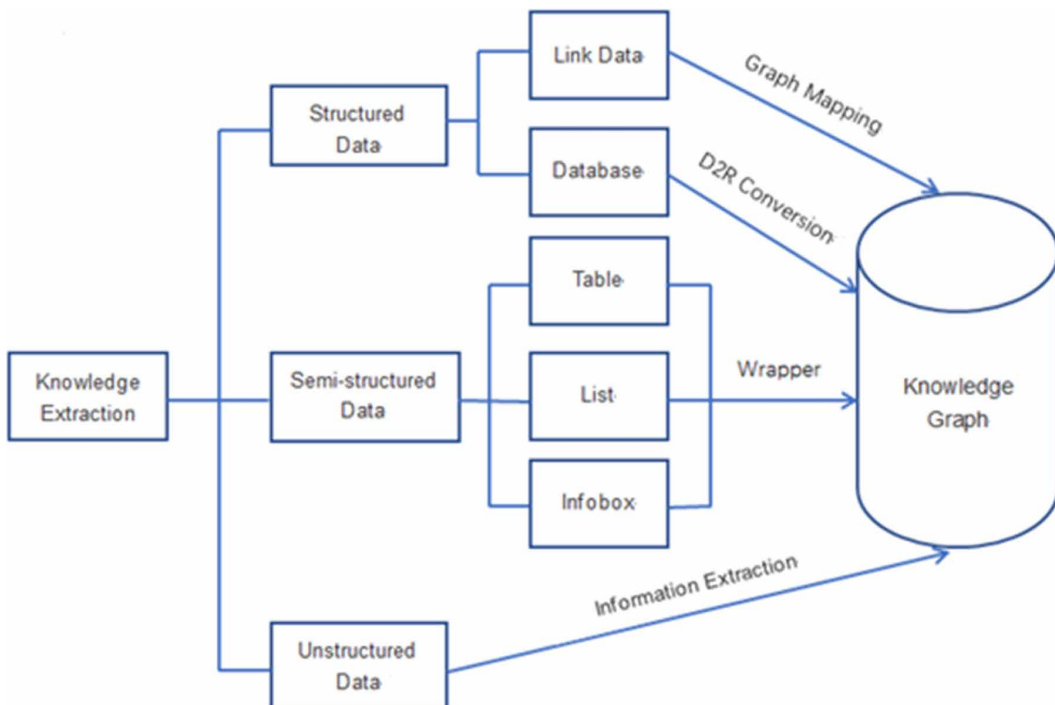 Link Data
Graph Mapping
Structured
Data
Database
D2R Conversion
Table
Knowledge
Extraction
Semi-structured
Data
List
Wrapper
Knowledge
Graph
Infobox
Information Extraction
Unstructured
Data